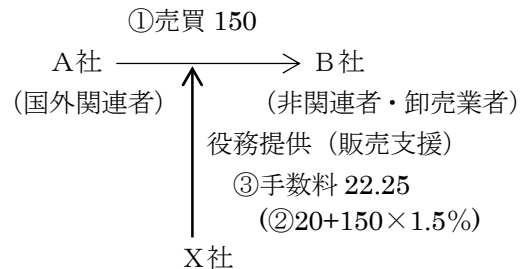 ①売買 150
A社 B社
(国外関連者) (非関連者・卸売業者)
役務提供(販売支援)
③手数料 22.25
(②20+150×1.5%)
X社